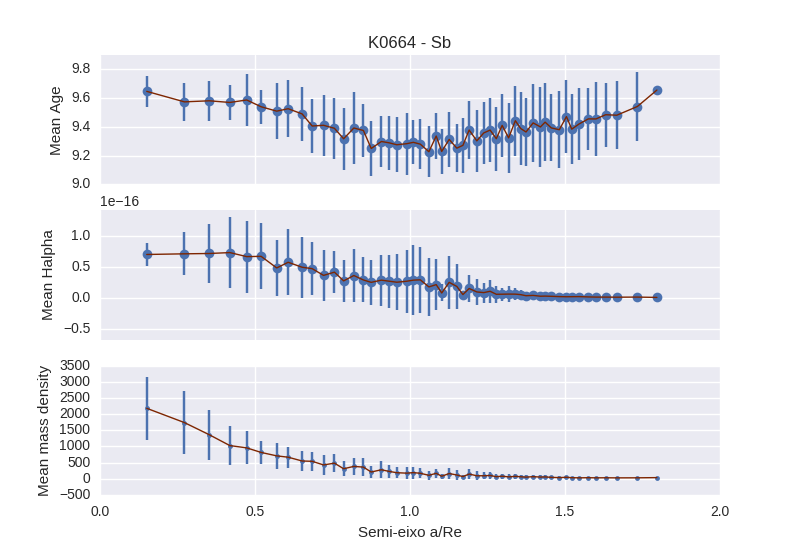 K0664 - Sb
9.8
9.6
9.4
9.2
9.0
Mean Age
1e−16
1.0
0.5
0.0
−0.5
Mean Halpha
3500
3000
2500
2000
1500
1000
500
0
−500
Mean mass density
0.0 0.5 1.0 1.5 2.0
Semi-eixo a/Re